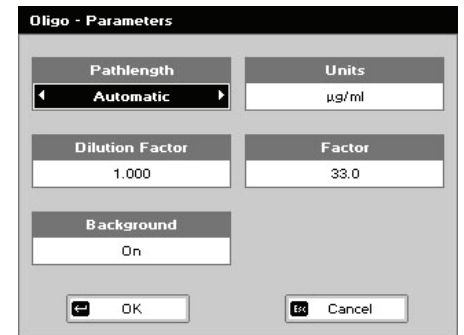 Oligo - Parameters
Pathlength
Automatic
Units
µg/ml
Dilution Factor
1.000
Factor
33.0
Background
On
OK
Esc Cancel